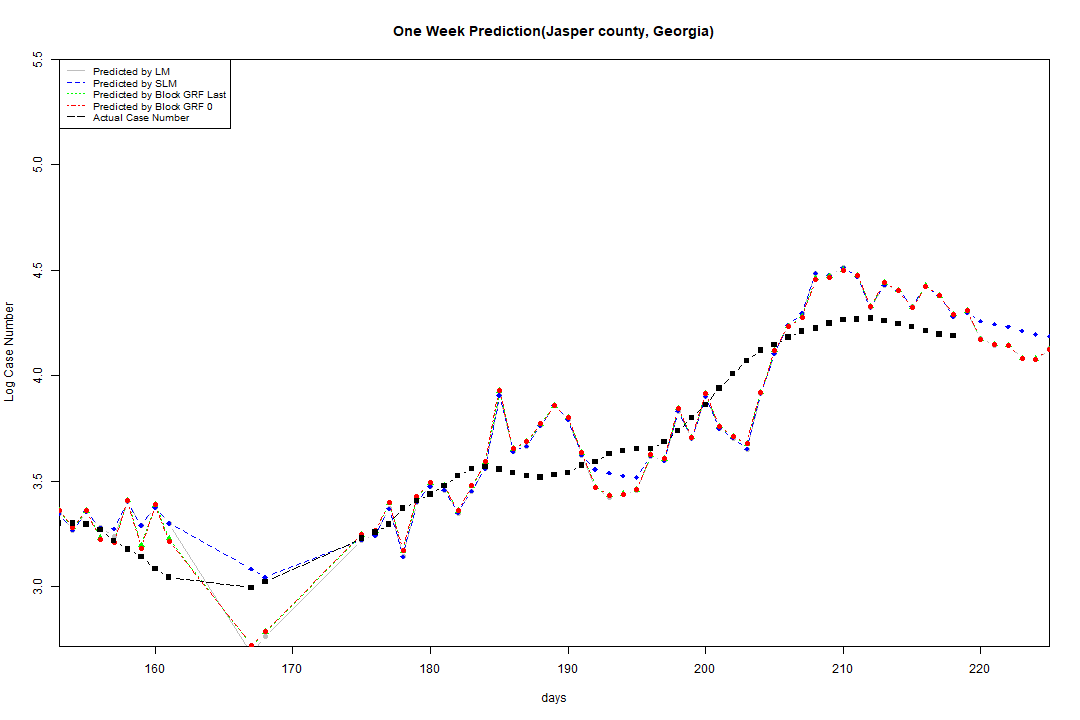 One Week Prediction(Jasper county, Georgia)
Predicted by LM
Predicted by SLM
Predicted by Block GRF Last
Predicted by Block GRF 0
Actual Case Number
5.5
5.0
4.5
4.0
3.5
3.0
Log Case Number
160 170 180 190 200 210 220
days